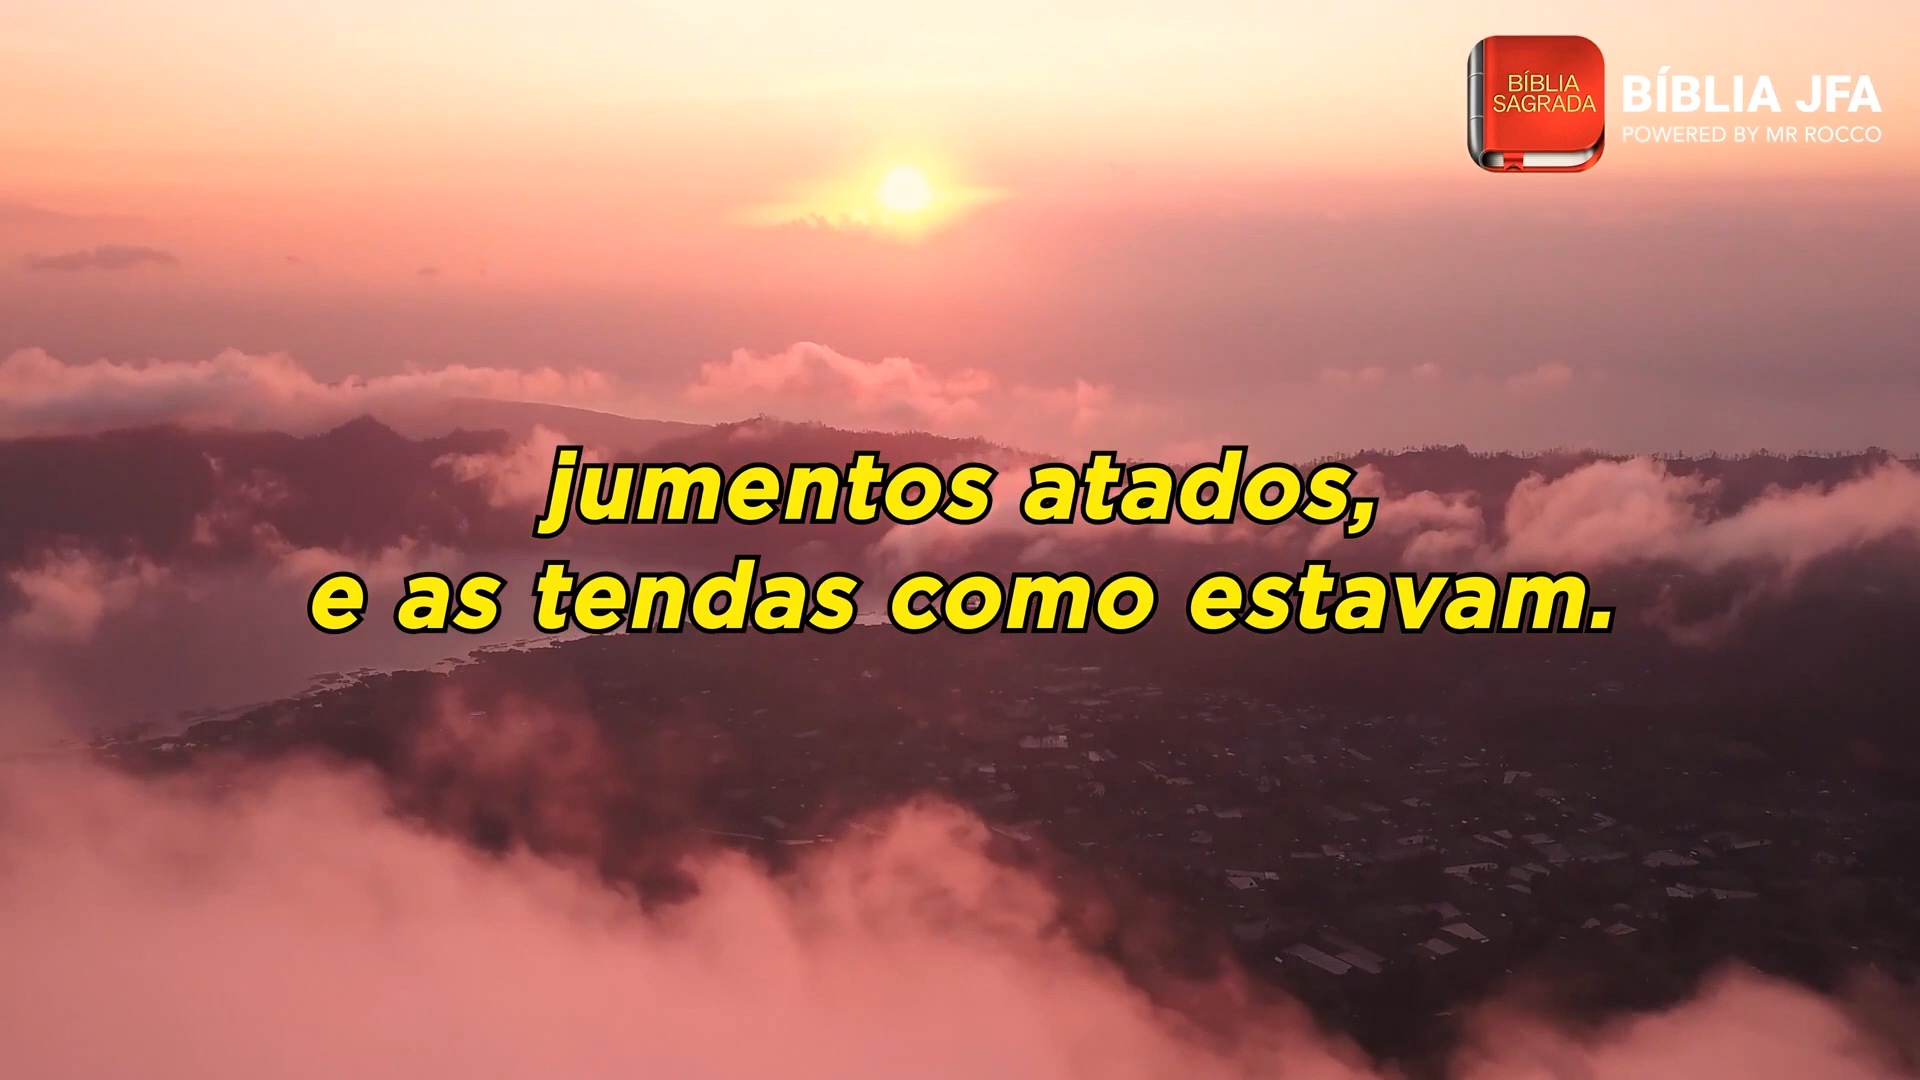 BÍBLIA
SAGRADA
BÍBLIA JFA
POWERED BY MR ROCCO
jumentos atados,
e as tendas como estavam.